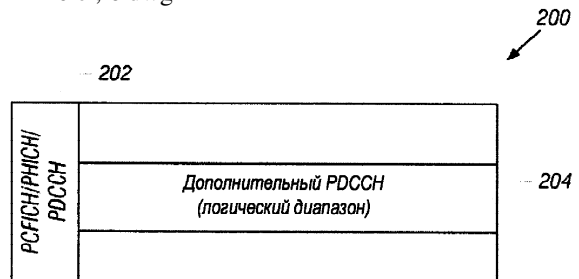 200
202
PCFICH/PHICH/
PDCCH
Дополнительный PDCCH
(логический диапазон)
204